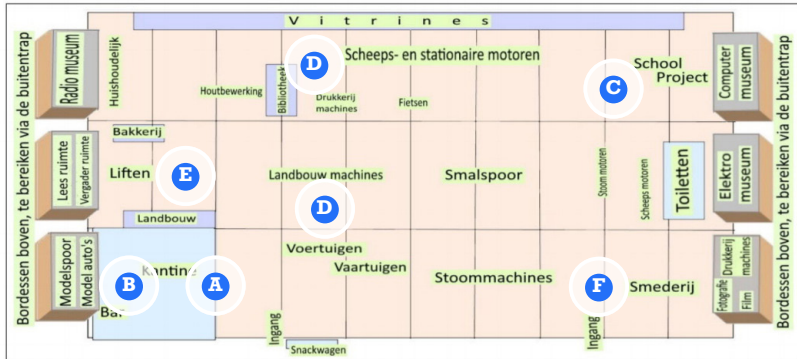 Vitrines
Bordessen boven, te bereiken via de buitentrap
Radio museum
Huishoudelijk
Houtbewerking
Bibliotheek
D
Scheeps- en stationaire motoren
Drukkerij
machines
Fietsen
C
School
Project
Computer
museum
Bordessen boven, te bereiken via de buitentrap
Lees ruimte
Vergader ruimte
Bakkerij
Liften
E
Landbouw
Landbouw machines
D
Smalspoor
Stoom motoren
Scheeps motoren
Toiletten
Elektro
museum
Modelspoor
Model auto's
B
Kantine
A
Bar
Voertuigen
Vaartuigen
Stoommachines
F
Smederij
Fotografie
Film
Drukkerij
machines
Ingang
Snackwagen
Ingang